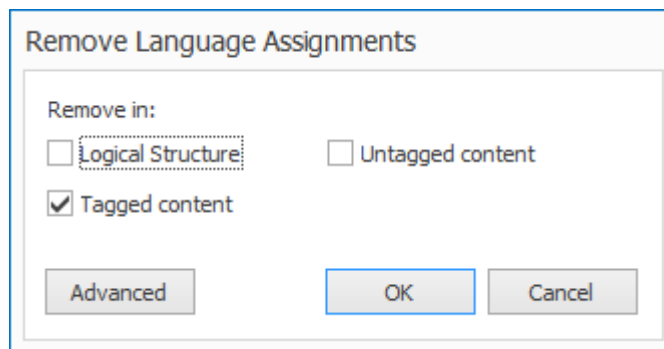 Remove Language Assignments
Remove in:
Logical Structure Untagged content
Tagged content
Advanced OK Cancel